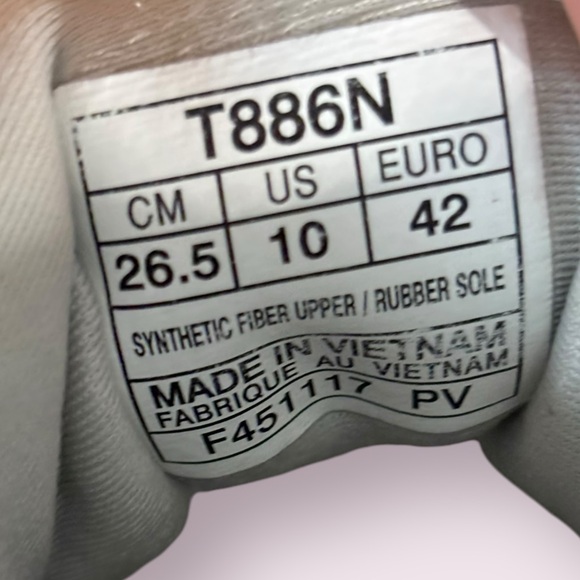 T886N
CM US EURO
26.5 10 42
SYNTHETIC FIBER UPPER / RUBBER SOLE
MADE IN VIETNAM
FABRIQUE AU VIETNAM
F451117 PV